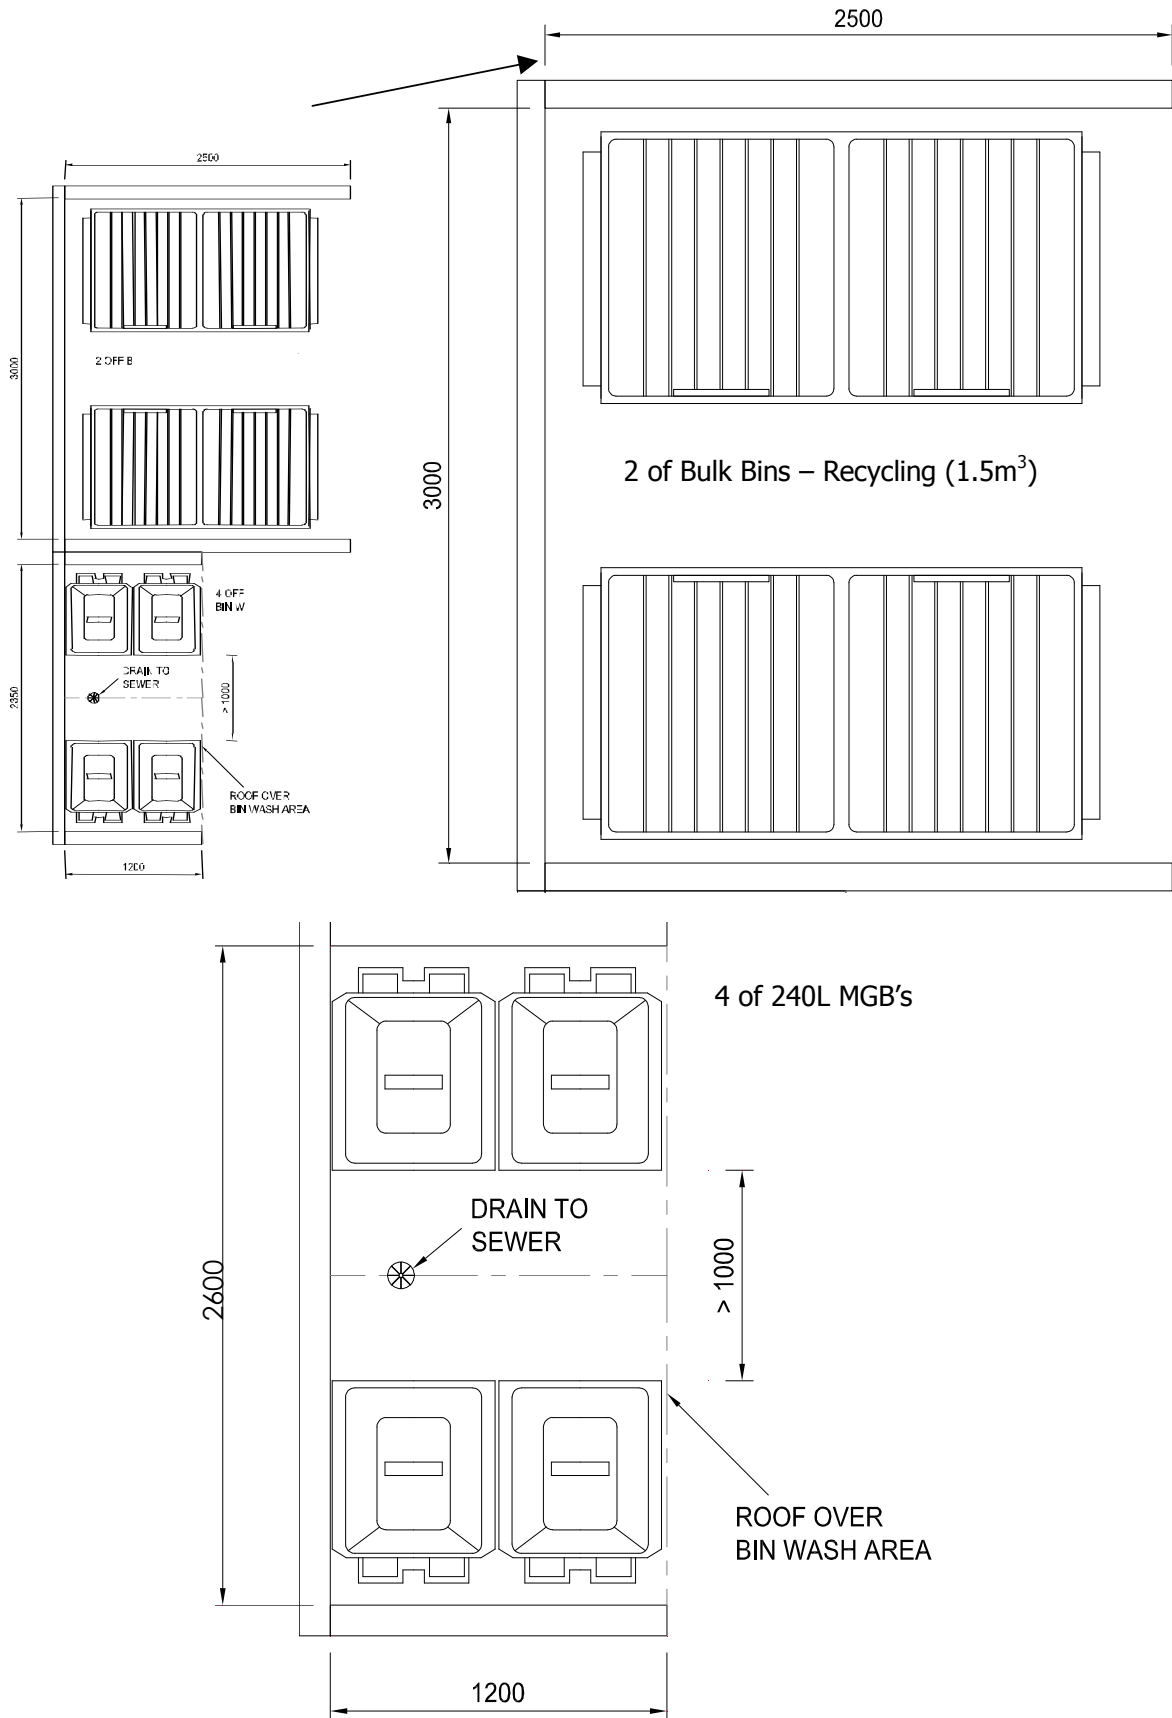 2500
2500
3000
2 OFF B
4 OFF
BIN W
DRAIN TO
SEWER
> 1000
2350
ROOF OVER
BIN WASH AREA
1200
3000
2 of Bulk Bins – Recycling (1.5m³)
4 of 240L MGB’s
DRAIN TO
SEWER
2600
> 1000
ROOF OVER
BIN WASH AREA
1200